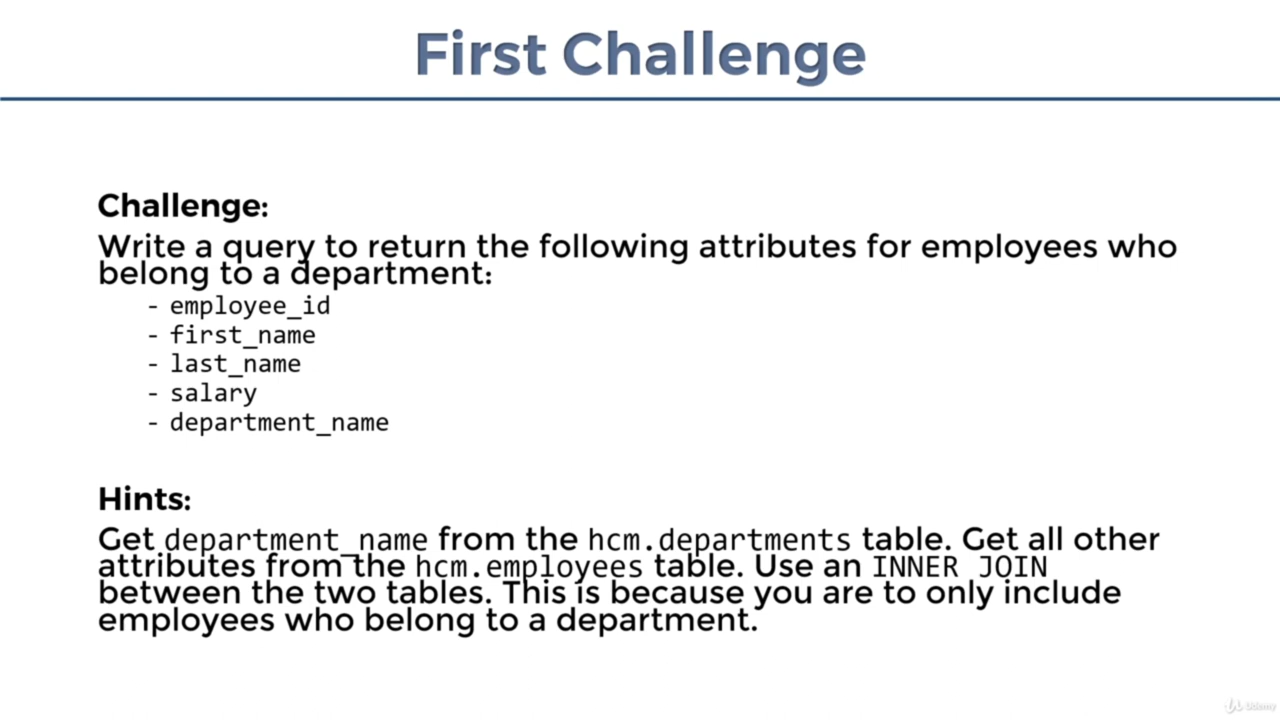 First Challenge
Challenge:
Write a query to return the following attributes for employees who
belong to a department:
- employee_id
- first_name
- last_name
- salary
- department_name
Hints:
Get department_name from the hcm.departments table. Get all other
attributes from the hcm.employees table. Use an INNER JOIN
between the two tables. This is because you are to only include
employees who belong to a department.
Udemy